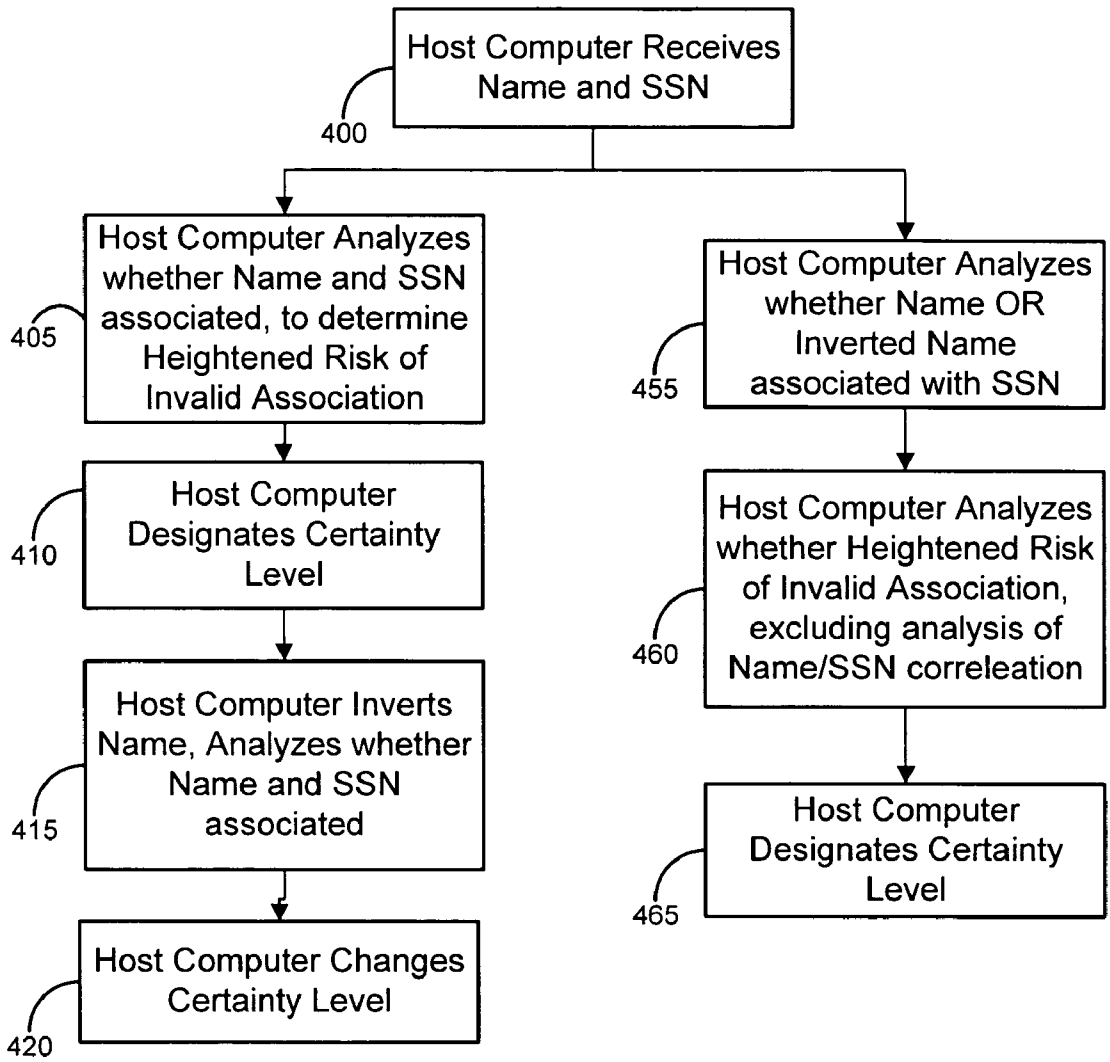 Host Computer Receives
Name and SSN
400
Host Computer Analyzes
whether Name and SSN
associated, to determine
Heightened Risk of
Invalid Association
405
Host Computer
Designates Certainty
Level
410
Host Computer Inverts
Name, Analyzes whether
Name and SSN
associated
415
Host Computer Changes
Certainty Level
420
Host Computer Analyzes
whether Name OR
Inverted Name
associated with SSN
455
Host Computer Analyzes
whether Heightened Risk
of Invalid Association,
excluding analysis of
Name/SSN correleation
460
Host Computer
Designates Certainty
Level
465